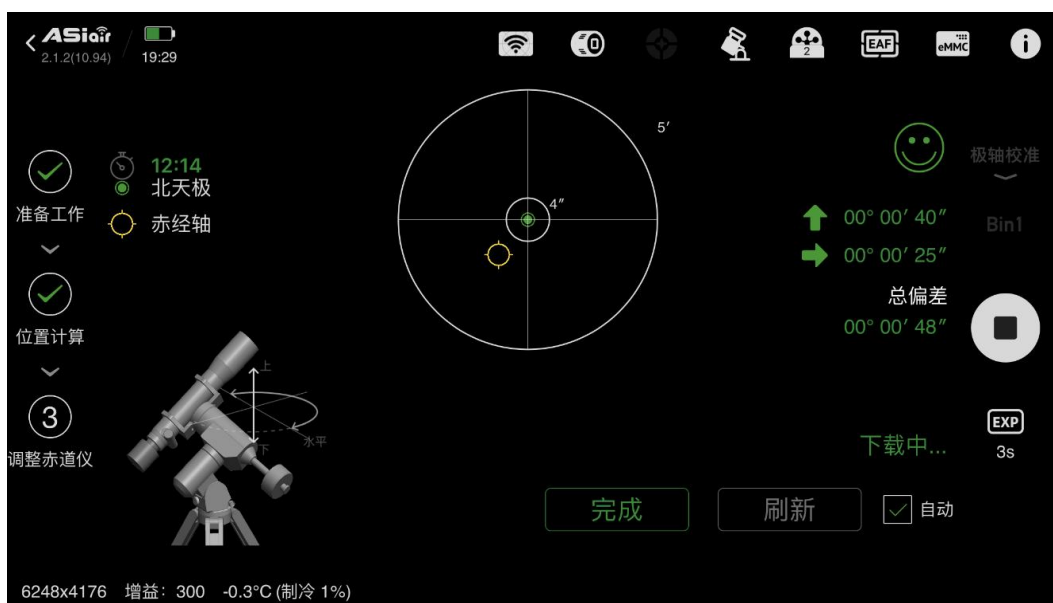 ASiair
2.1.2(10.94)
19:29
0
2
EAF
eMMC
i
准备工作
12:14
北天极
赤经轴
位置计算
3
调整赤道仪
上
水平
下
5′
4″
极轴校准
Bin1
00° 00′ 40″
00° 00′ 25″
总偏差
00° 00′ 48″
EXP
3s
下载中...
完成
刷新
自动
6248x4176 增益：300 -0.3°C (制冷 1%)